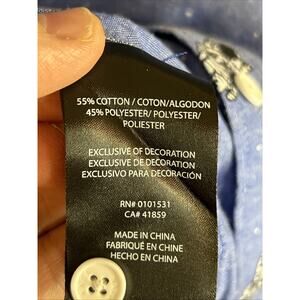 55% COTTON / COTON/ALGODON
45% POLYESTER/ POLYESTER/
POLIESTER
EXCLUSIVE OF DECORATION
EXCLUSIVE DE DECORATION
EXCLUSIVO PARA DECORACIÓN
RN# 0101531
CA# 41859
MADE IN CHINA
FABRIQUÉ EN CHINE
HECHO EN CHINA